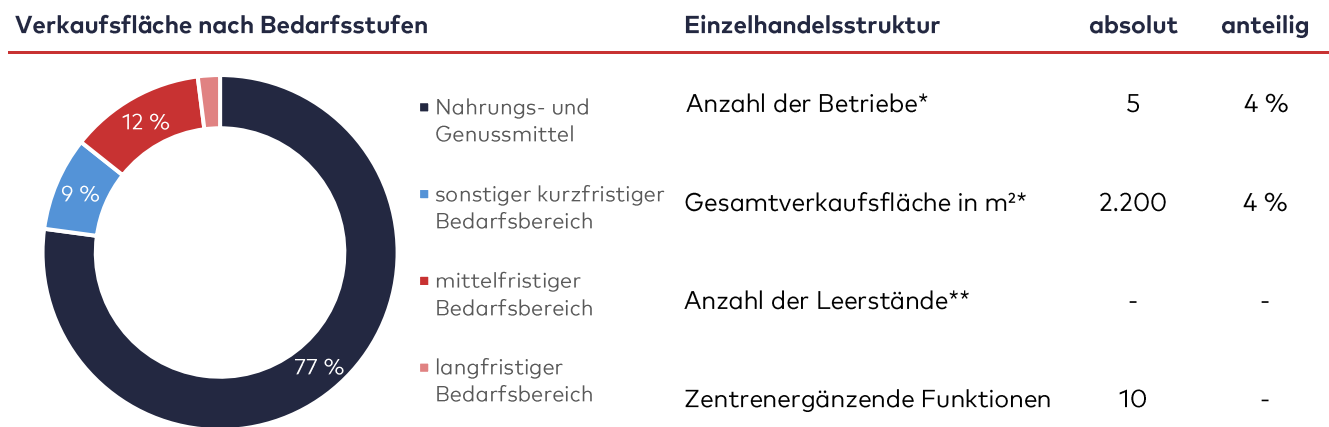 Verkaufsfläche nach Bedarfsstufen
12 %
9 %
77 %
Nahrungs- und
Genussmittel
sonstiger kurzfristiger
Bedarfsbereich
mittelfristiger
Bedarfsbereich
langfristiger
Bedarfsbereich
Einzelhandelsstruktur absolut anteilig
Anzahl der Betriebe* 5 4 %
Gesamtverkaufsfläche in m²* 2.200 4 %
Anzahl der Leerstände** - -
Zentrenergänzende Funktionen 10 -